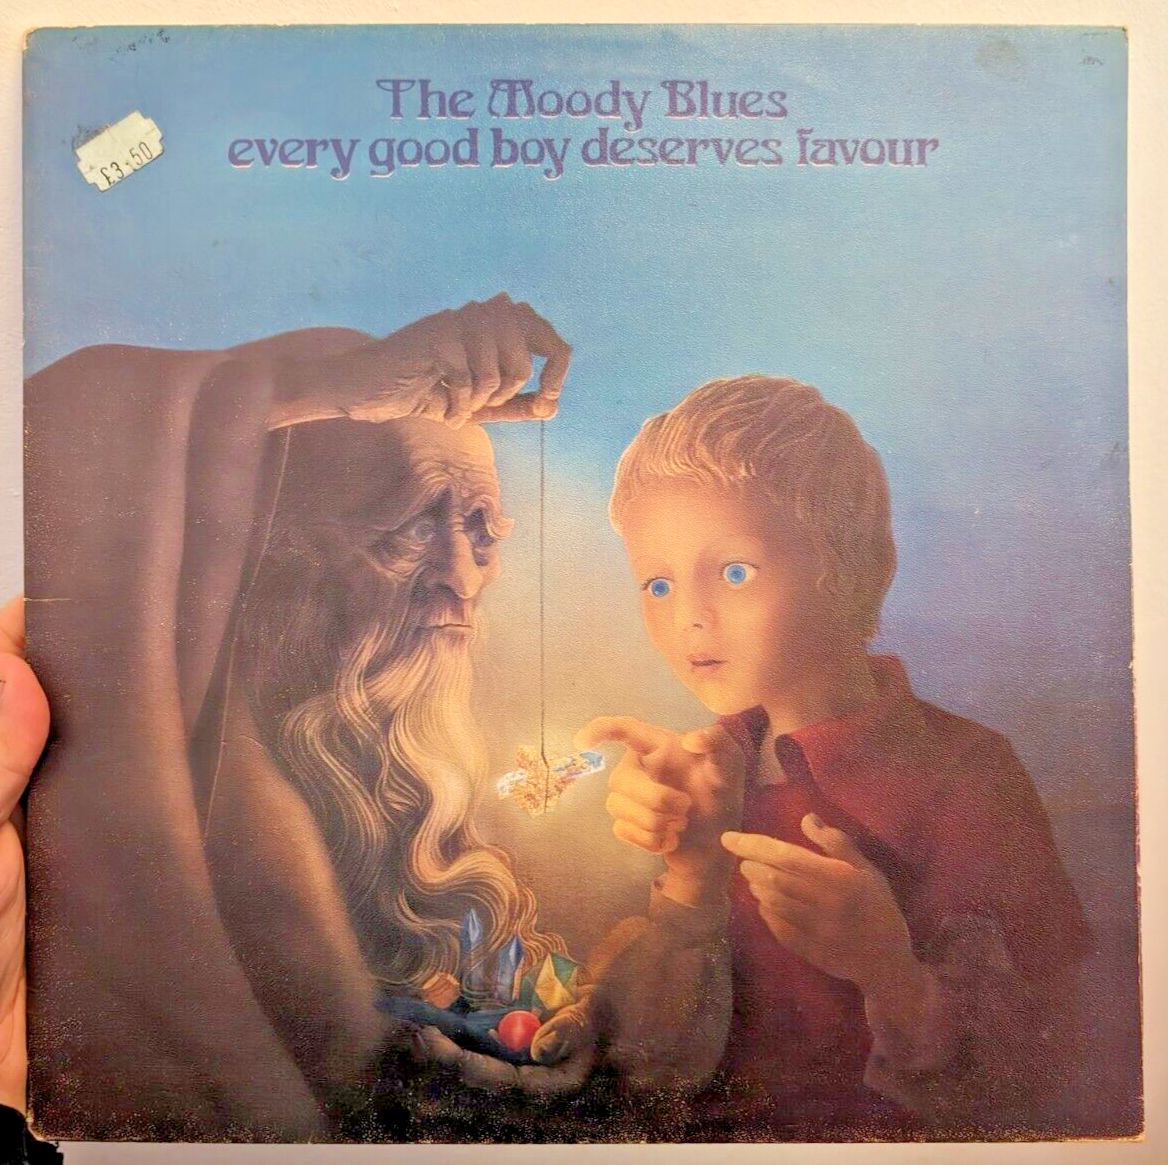 The Moody Blues
every good boy deserves favour
£3.50